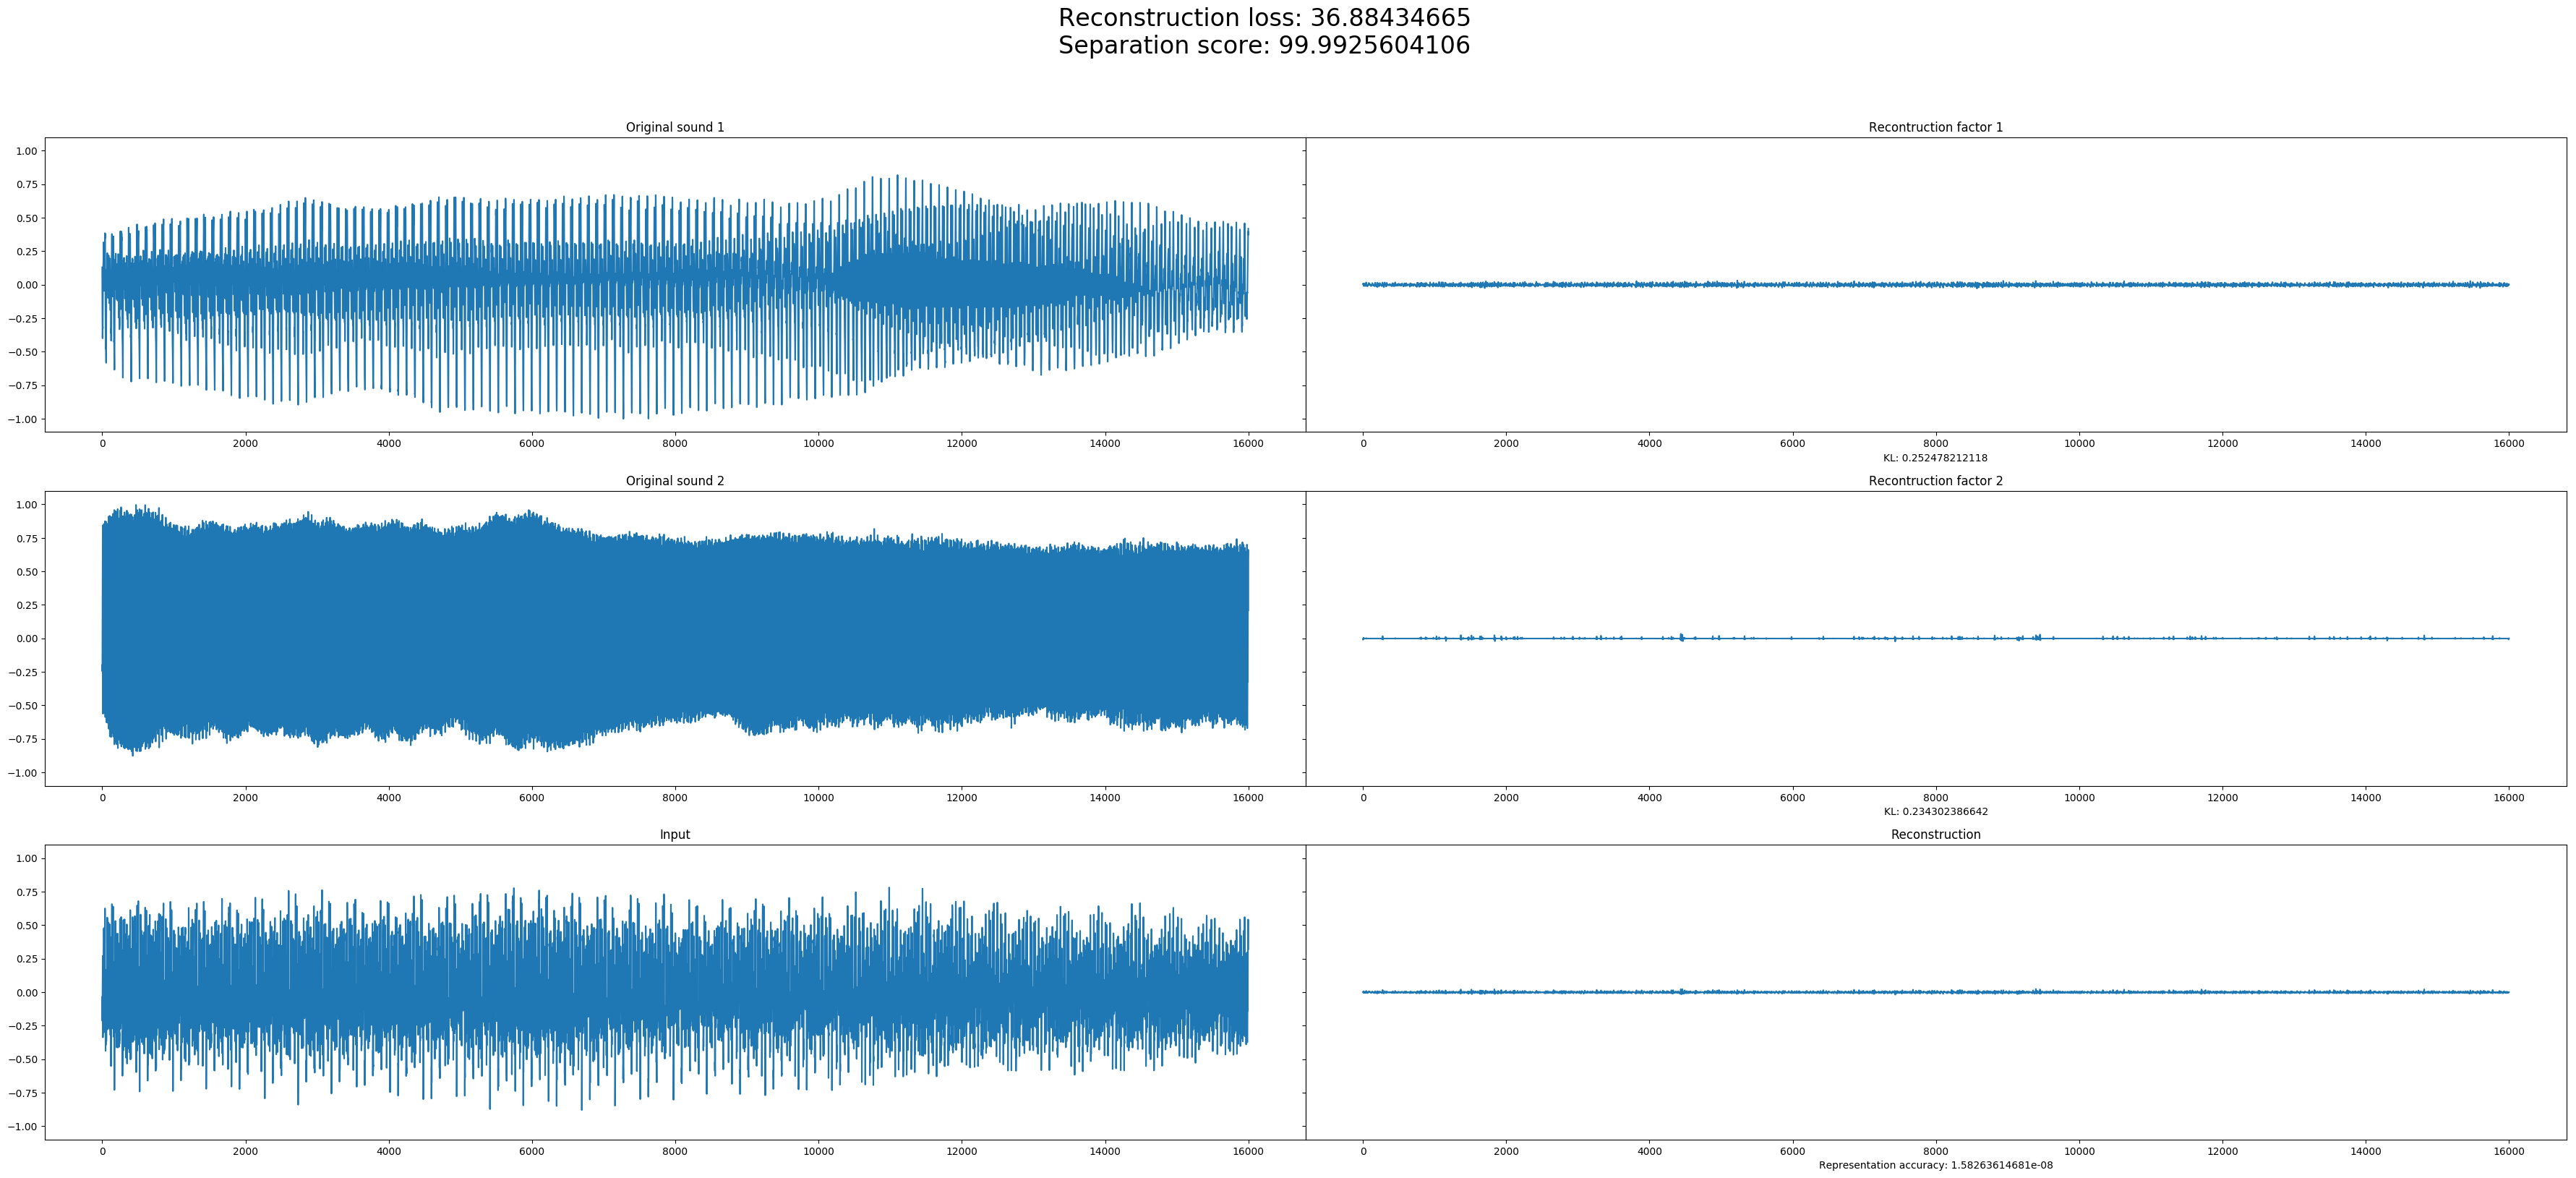 Reconstruction loss: 36.88434665
Separation score: 99.9925604106
Original sound 1
Recontruction factor 1
1.00
0.75
0.50
0.25
0.00
−0.25
−0.50
−0.75
−1.00
0 2000 4000 6000 8000 10000 12000 14000 16000
0 2000 4000 6000 8000 10000 12000 14000 16000
KL: 0.252478212118
Original sound 2
Recontruction factor 2
1.00
0.75
0.50
0.25
0.00
−0.25
−0.50
−0.75
−1.00
0 2000 4000 6000 8000 10000 12000 14000 16000
0 2000 4000 6000 8000 10000 12000 14000 16000
KL: 0.234302386642
Input
Reconstruction
1.00
0.75
0.50
0.25
0.00
−0.25
−0.50
−0.75
−1.00
0 2000 4000 6000 8000 10000 12000 14000 16000
0 2000 4000 6000 8000 10000 12000 14000 16000
Representation accuracy: 1.58263614681e-08